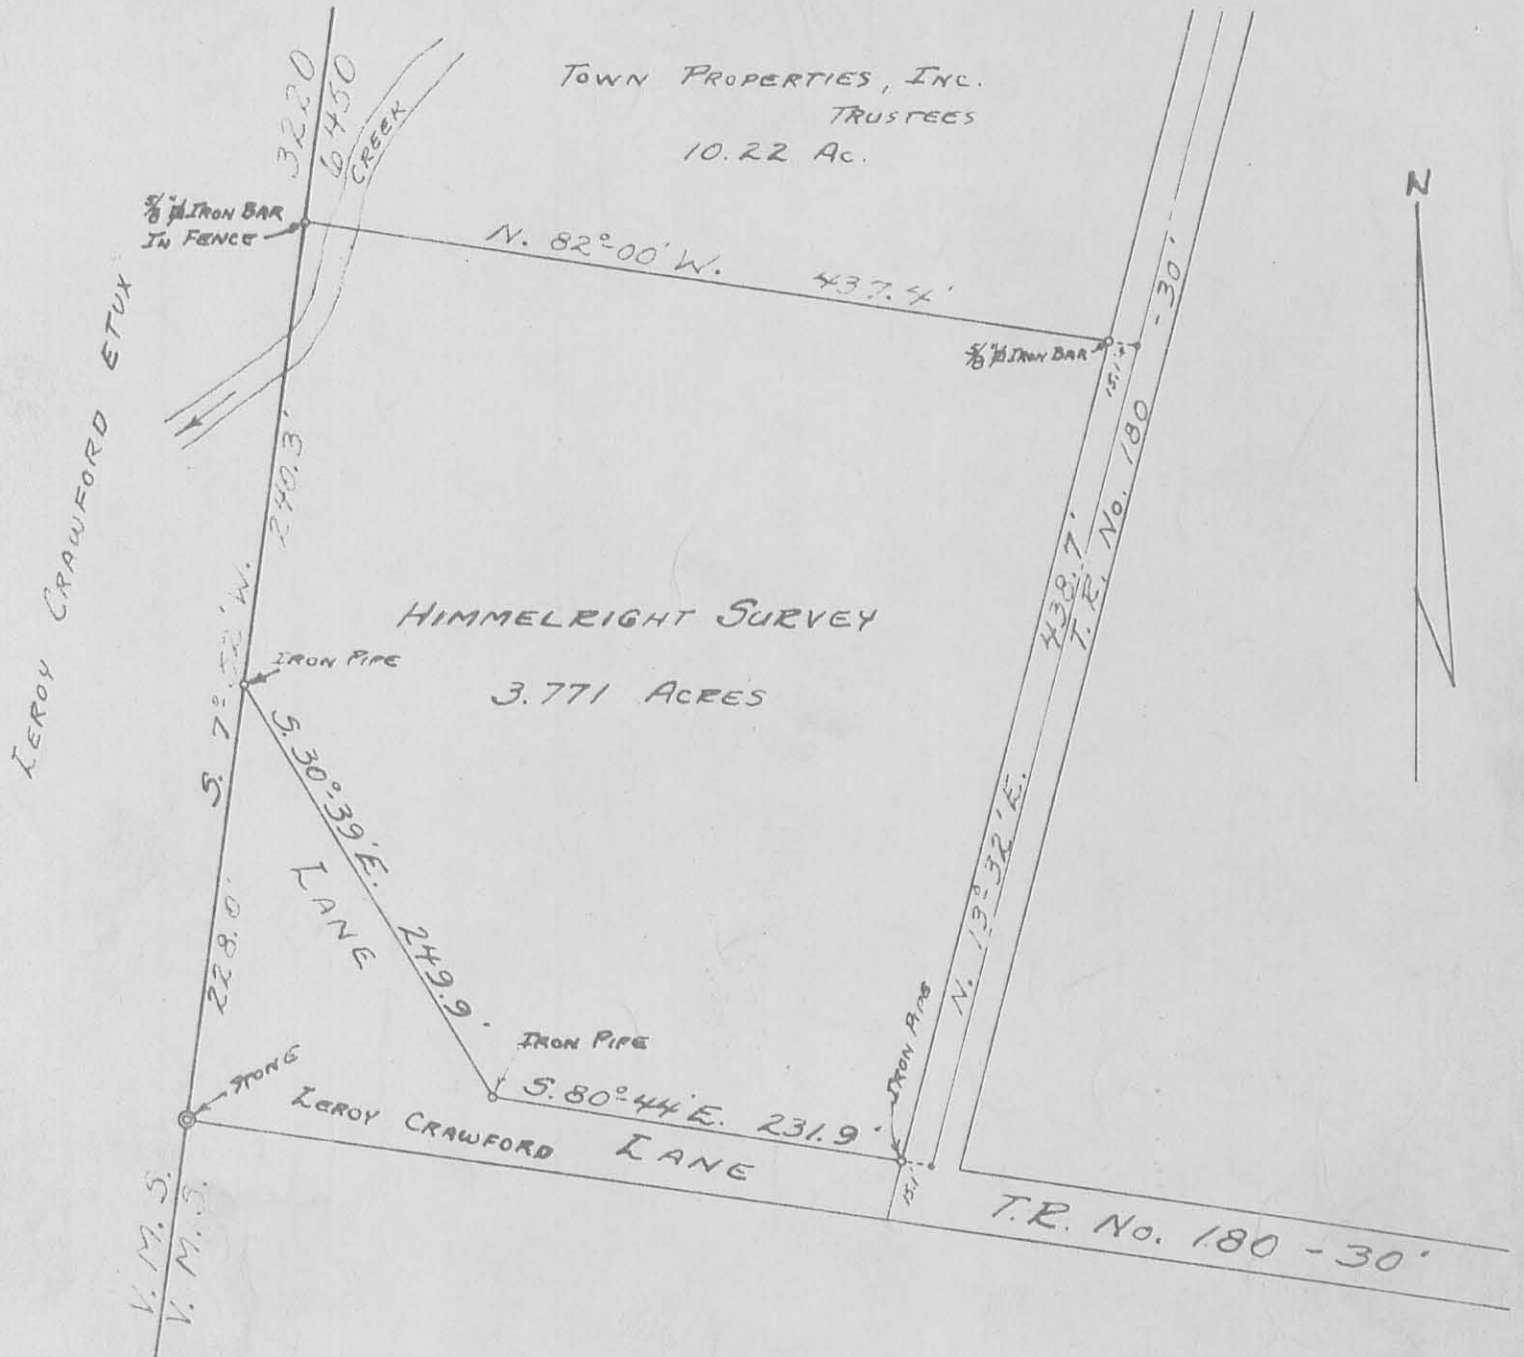 TOWN PROPERTIES, INC.
TRUSTEES
10.22 AC.
3220
6450
CREEK
N
5/8"ø IRON BAR
IN FENCE
N. 82°-00' W. 437.4'
5/8"ø IRON BAR
15.1'
LEROY CRAWFORD ETUX
240.3'
S. 7°-52' W.
228.0'
438.7'
N. 13°-32' E.
T.R. No. 180 - 30'
HIMMELRIGHT SURVEY
3.771 ACRES
IRON PIPE
S. 30°-39' E. 249.9'
LANE
IRON PIPE
S. 80°-44' E. 231.9'
IRON PIPE
15.1'
STONE
LEROY CRAWFORD LANE
T.R. No. 180 - 30'
V. M. S.
V. M. S.